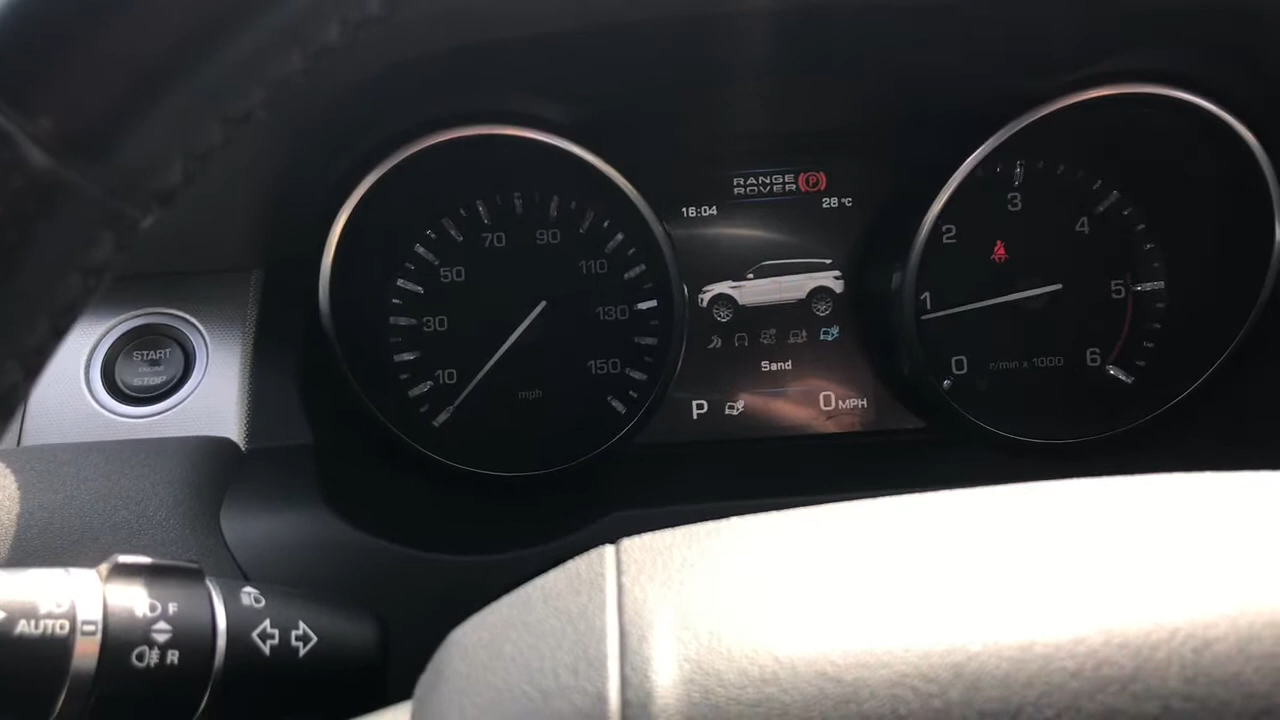 START
ENGINE
STOP
10
30
50
70
90
110
130
150
mph
RANGE
ROVER
P
16:04
28°C
Sand
P
0 MPH
0
1
2
3
4
5
6
r/min x 1000
AUTO
F
R